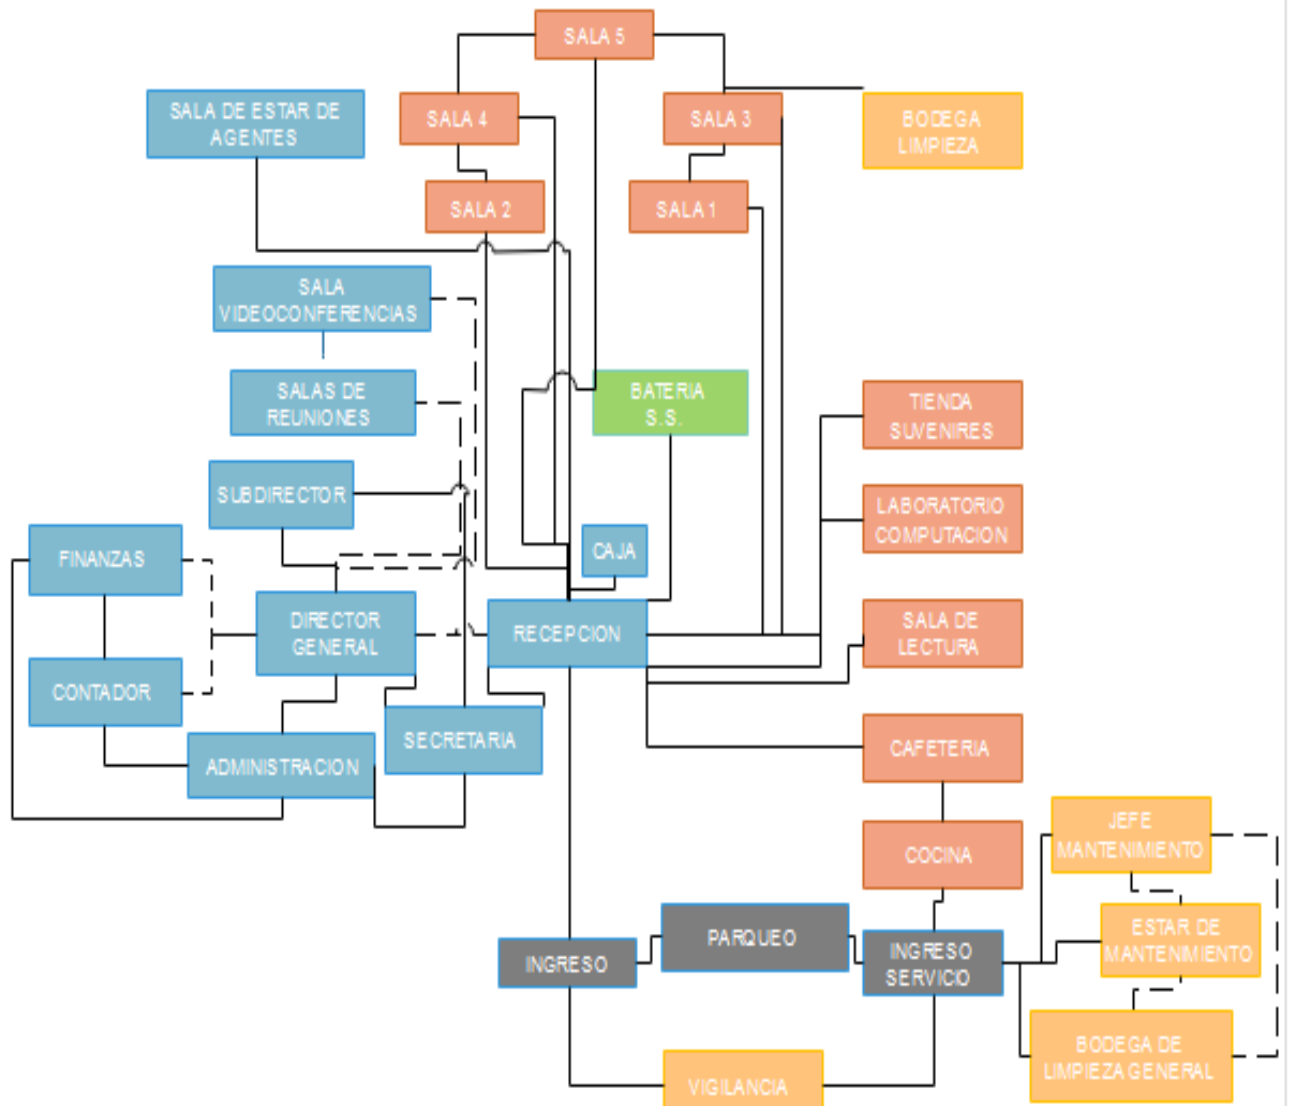 SALA 5
SALA DE ESTAR DE
AGENTES
SALA 4
SALA 3
BODEGA
LIMPIEZA
SALA 2
SALA 1
SALA
VIDEOCONFERENCIAS
SALAS DE
REUNIONES
BATERIA
S.S.
TIENDA
SUVENIRES
SUBDIRECTOR
LABORATORIO
COMPUTACION
FINANZAS
CAJA
DIRECTOR
GENERAL
RECEPCION
SALA DE
LECTURA
CONTADOR
SECRETARIA
CAFETERIA
ADMINISTRACION
JEFE
MANTENIMIENTO
COCINA
PARQUEO
ESTAR DE
MANTENIMIENTO
INGRESO
INGRESO
SERVICIO
BODEGA DE
LIMPIEZA GENERAL
VIGILANCIA